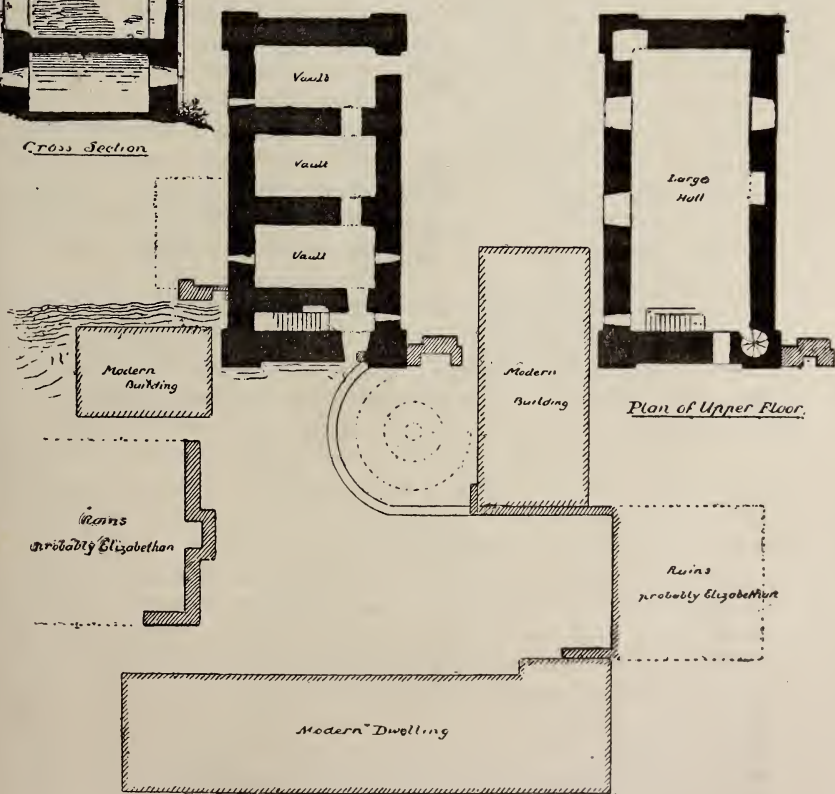 Cross Section
Vault
Vault
Vault
Large
Hall
Plan of Upper Floor.
Modern
Building
Modern
Building
Ruins
probably Elizabethan
Ruins
probably Elizabethan
Modern Dwelling